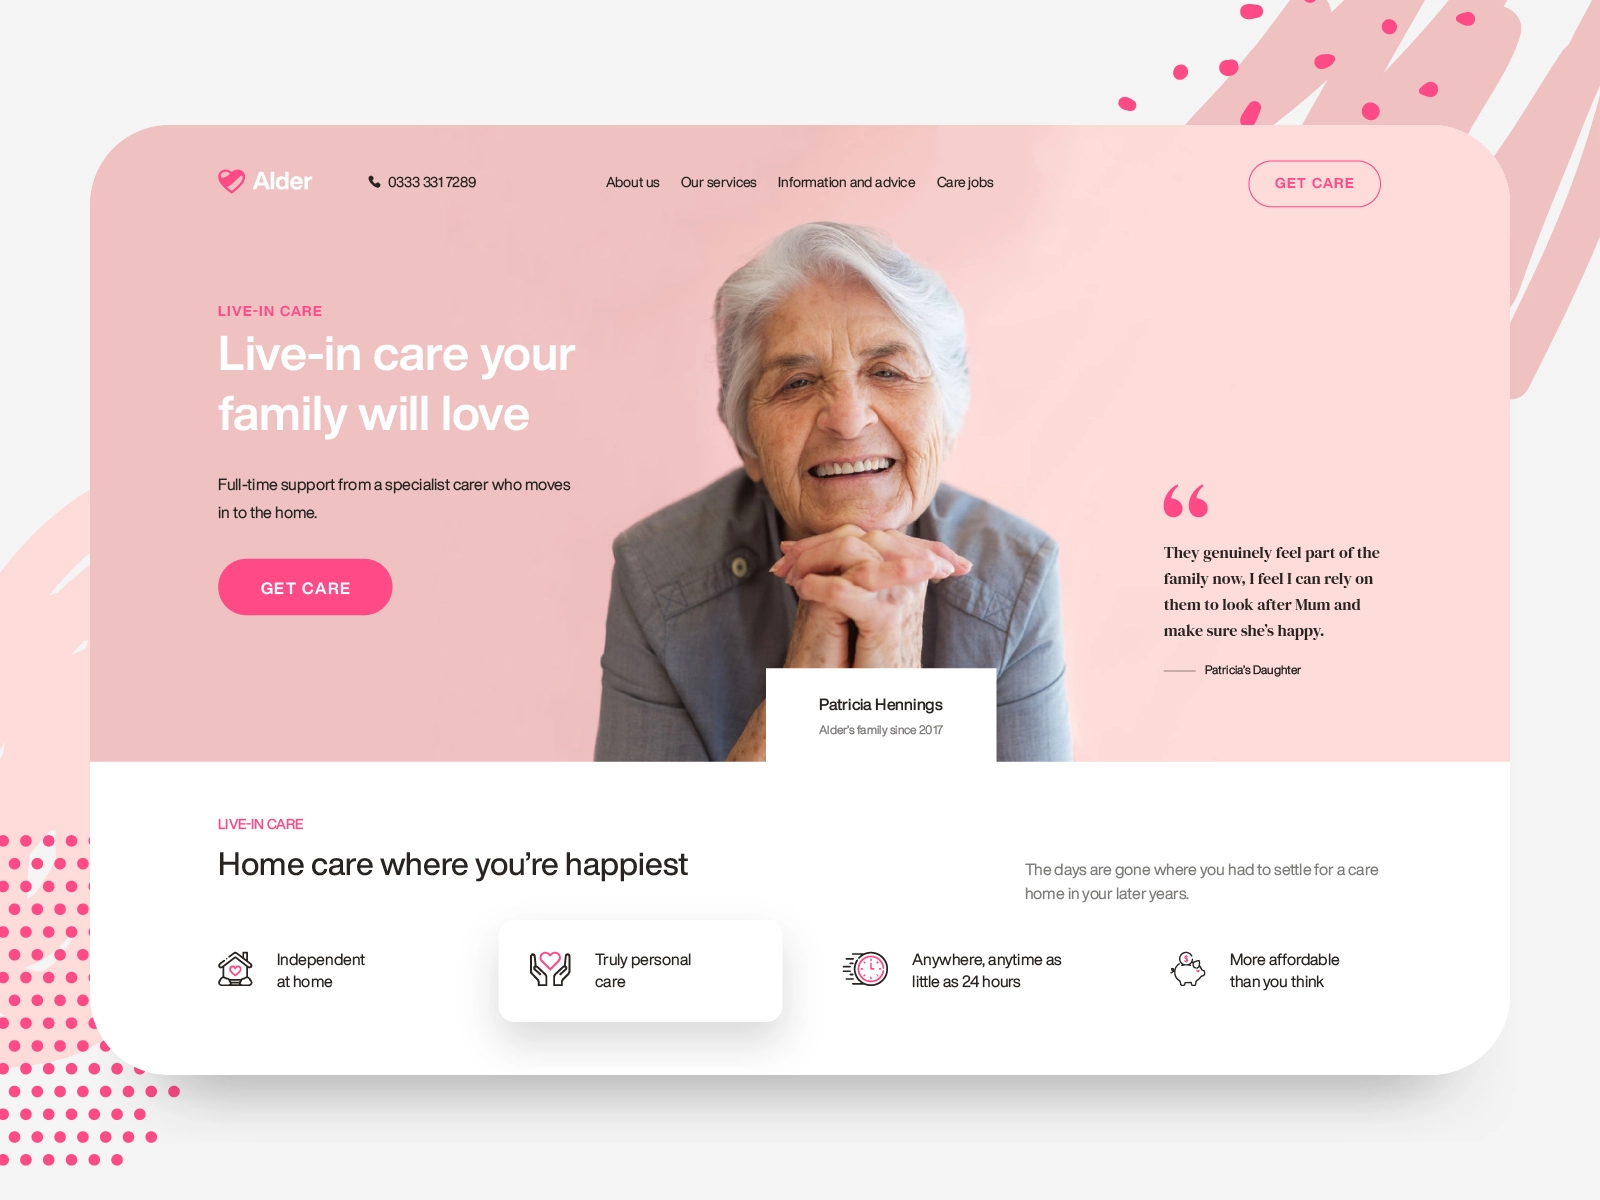 Alder
0333 3317289
About us
Our services
Information and advice
Care jobs
GET CARE
LIVE-IN CARE
Live-in care your
family will love
Full-time support from a specialist carer who moves
in to the home.
GET CARE
“
They genuinely feel part of the
family now, I feel I can rely on
them to look after Mum and
make sure she’s happy.
Patricia’s Daughter
Patricia Hennings
Alder’s family since 2017
LIVE-IN CARE
Home care where you’re happiest
The days are gone where you had to settle for a care
home in your later years.
Independent
at home
Truly personal
care
Anywhere, anytime as
little as 24 hours
$
More affordable
than you think